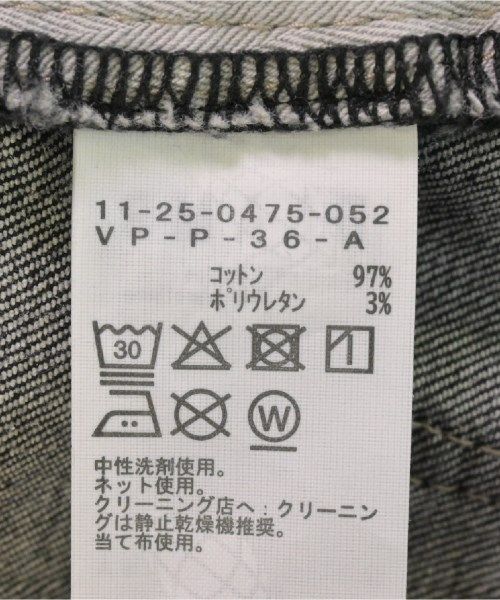 11-25-0475-052
VP-P-36-A
コットン 97%
ポリウレタン 3%
30
W
中性洗剤使用。
ネット使用。
クリーニング店へ：クリーニン
グは静止乾燥機推奨。
当て布使用。